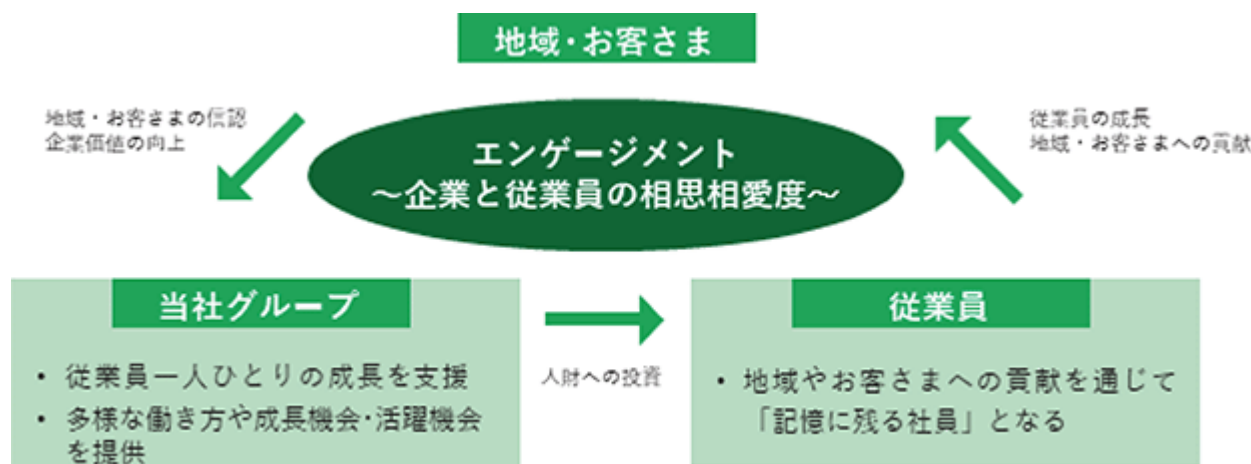 地域・お客さま
地域・お客さまの信認
企業価値の向上
従業員の成長
地域・お客さまへの貢献
エンゲージメント
～企業と従業員の相思相愛度～
当社グループ
• 従業員一人ひとりの成長を支援
• 多様な働き方や成長機会・活躍機会
を提供
人財への投資
従業員
• 地域やお客さまへの貢献を通じて
「記憶に残る社員」となる